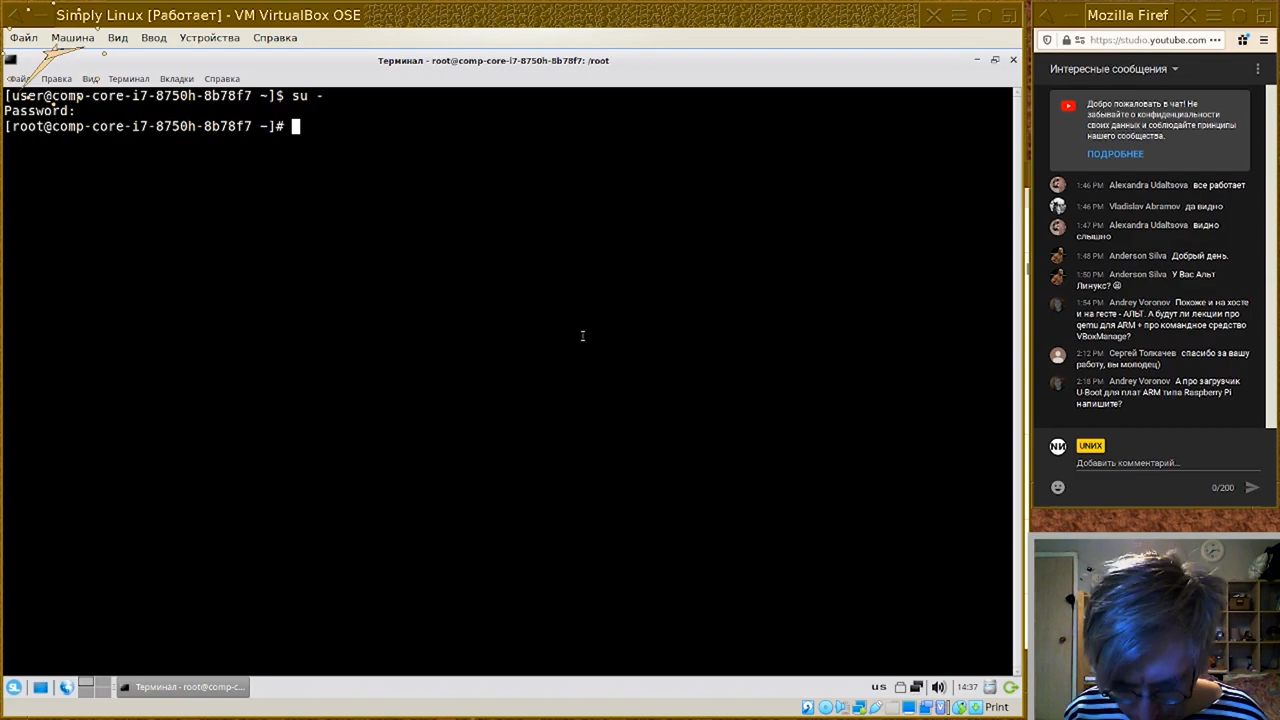 Simply Linux [Работает] - VM VirtualBox OSE
Файл Машина Вид Ввод Устройства Справка
Терминал - root@comp-core-i7-8750h-8b78f7: /root
Файл Правка Вид Терминал Вкладки Справка
[user@comp-core-i7-8750h-8b78f7 ~]$ su -
Password:
[root@comp-core-i7-8750h-8b78f7 ~]#
Терминал - root@comp-c...
us
14:37
Print
Mozilla Firef
https://studio.youtube.com
Интересные сообщения
Добро пожаловать в чат! Не
забывайте о конфиденциальности
своих данных и соблюдайте принципы
нашего сообщества.
ПОДРОБНЕЕ
1:46 PM Alexandra Udaltsova все работает
1:46 PM Vladislav Abramov да видно
1:47 PM Alexandra Udaltsova видно
слышно
1:48 PM Anderson Silva Добрый день.
1:50 PM Anderson Silva У Вас Альт
Линукс?
1:54 PM Andrey Voronov Похоже и на хосте
и на гесте - АЛЬТ. А будут ли лекции про
qemu для ARM + про командное средство
VBoxManage?
2:12 PM Сергей Толкачев спасибо за вашу
работу, вы молодец)
2:18 PM Andrey Voronov А про загрузчик
U-Boot для плат ARM типа Raspberry Pi
напишите?
UNИX
Добавить комментарий...
0/200